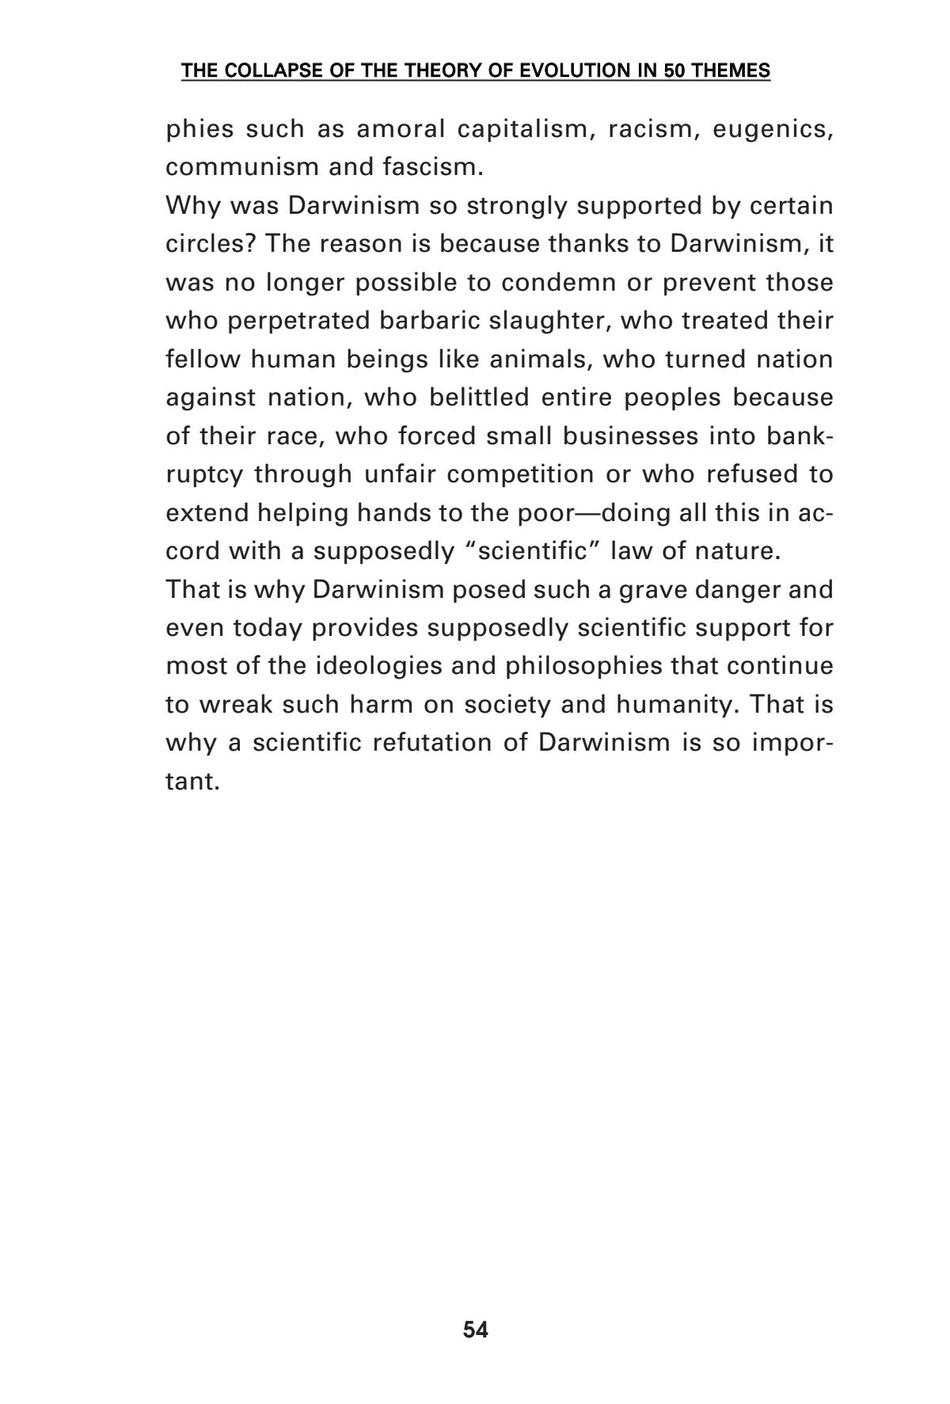 THE COLLAPSE OF THE THEORY OF EVOLUTION IN 50 THEMES
phies such as amoral capitalism, racism, eugenics,
communism and fascism.
Why was Darwinism so strongly supported by certain
circles? The reason is because thanks to Darwinism, it
was no longer possible to condemn or prevent those
who perpetrated barbaric slaughter, who treated their
fellow human beings like animals, who turned nation
against nation, who belittled entire peoples because
of their race, who forced small businesses into bank-
ruptcy through unfair competition or who refused to
extend helping hands to the poor—doing all this in ac-
cord with a supposedly “scientific” law of nature.
That is why Darwinism posed such a grave danger and
even today provides supposedly scientific support for
most of the ideologies and philosophies that continue
to wreak such harm on society and humanity. That is
why a scientific refutation of Darwinism is so impor-
tant.
54